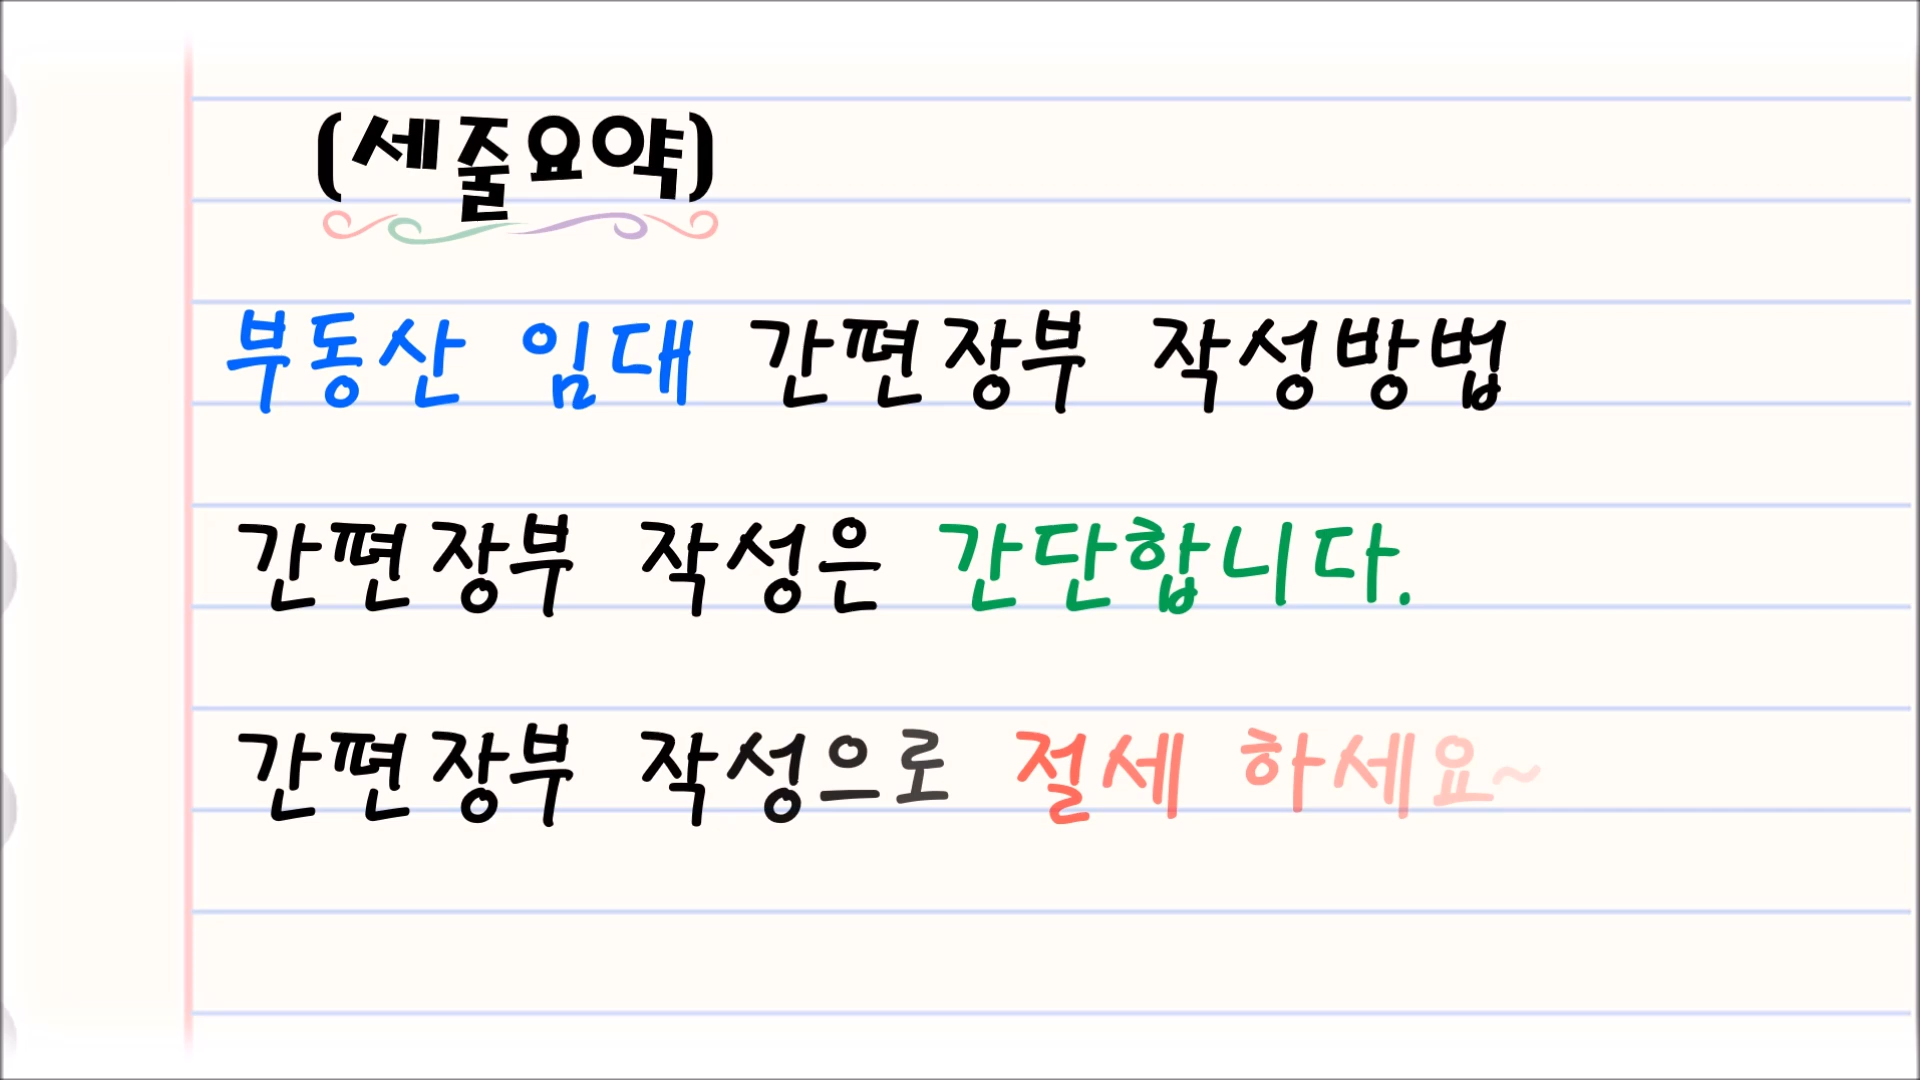 (세줄요약)
부동산 임대 간편장부 작성방법
간편장부 작성은 간단합니다.
간편장부 작성으로 절세 하세요~